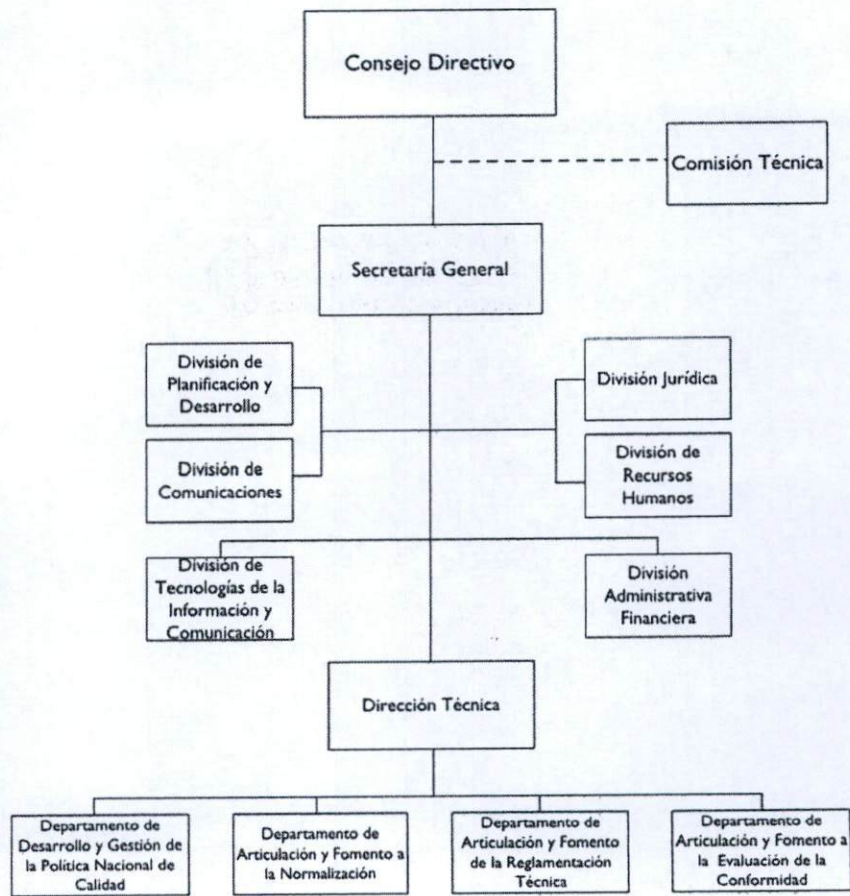 Consejo Directivo
Comisión Técnica
Secretaría General
División de
Planificación y
Desarrollo
División Jurídica
División de
Comunicaciones
División de
Recursos
Humanos
División de
Tecnologías de la
Información y
Comunicación
División
Administrativa
Financiera
Dirección Técnica
Departamento de
Desarrollo y Gestión de
la Política Nacional de
Calidad
Departamento de
Articulación y Fomento a
la Normalización
Departamento de
Articulación y Fomento
de la Reglamentación
Técnica
Departamento de
Articulación y Fomento a
la Evaluación de la
Conformidad